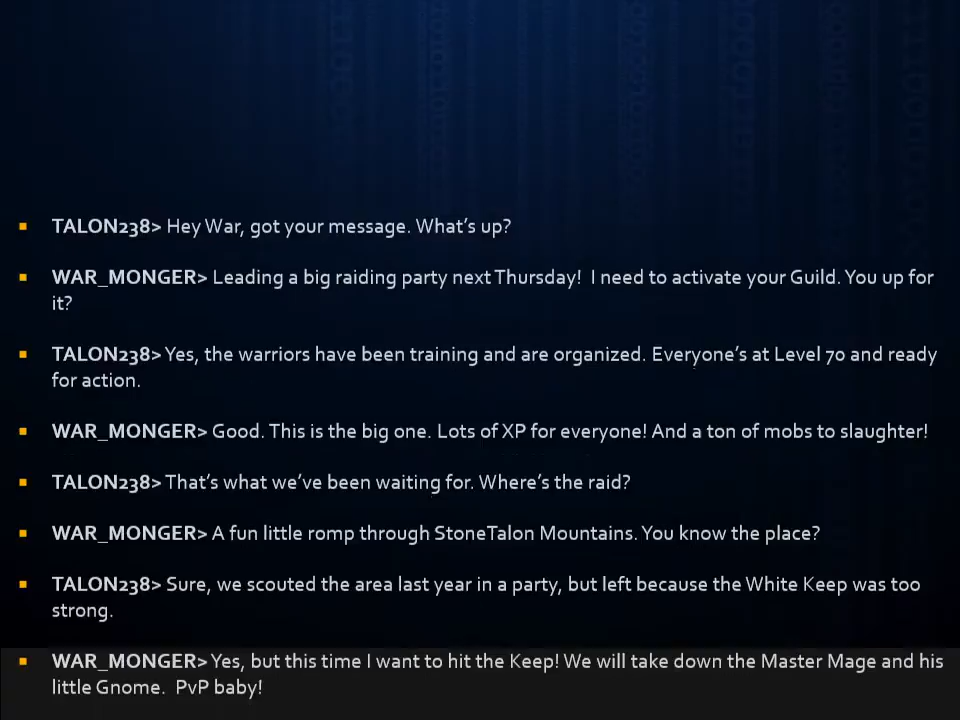 TALON238> Hey War, got your message. What's up?
WAR_MONGER> Leading a big raiding party next Thursday!  I need to activate your Guild. You up for
it?
TALON238> Yes, the warriors have been training and are organized. Everyone's at Level 70 and ready
for action.
WAR_MONGER> Good. This is the big one. Lots of XP for everyone! And a ton of mobs to slaughter!
TALON238> That's what we've been waiting for. Where's the raid?
WAR_MONGER> A fun little romp through StoneTalon Mountains. You know the place?
TALON238> Sure, we scouted the area last year in a party, but left because the White Keep was too
strong.
WAR_MONGER> Yes, but this time I want to hit the Keep! We will take down the Master Mage and his
little Gnome.  PvP baby!